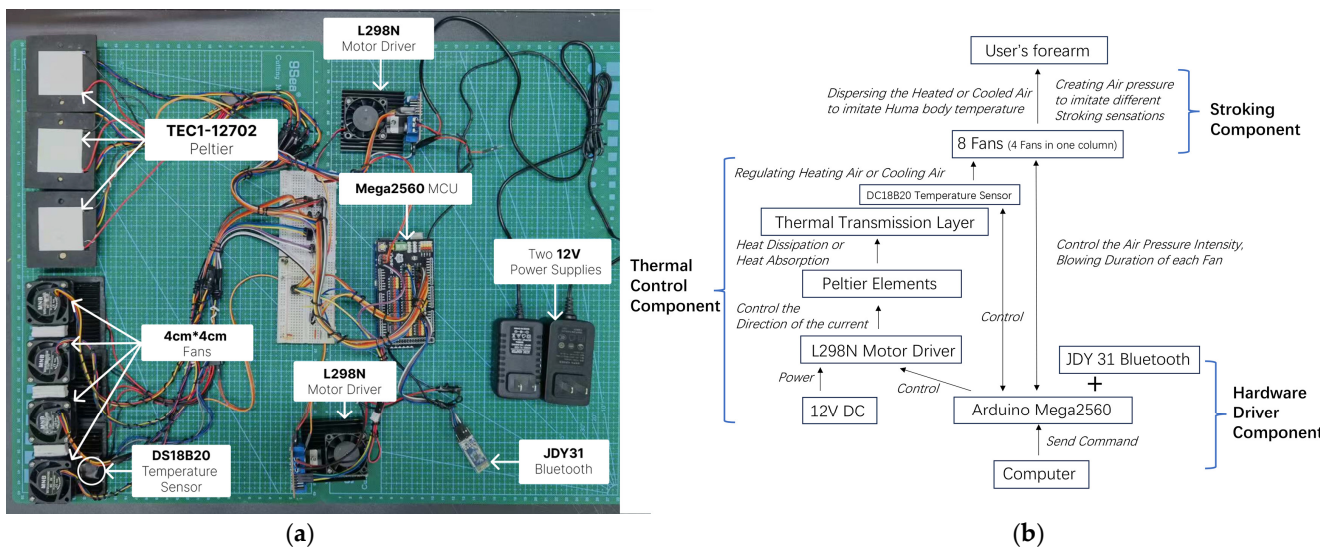 L298N
Motor Driver
TEC1-12702
Peltier
Mega2560 MCU
Two 12V
Power Supplies
4cm*4cm
Fans
L298N
Motor Driver
DS18B20
Temperature
Sensor
JDY31
Bluetooth
(a)
User's forearm
Dispersing the Heated or Cooled Air
to imitate Huma body temperature
Creating Air pressure
to imitate different
Stroking sensations
Stroking
Component
8 Fans (4 Fans in one column)
Regulating Heating Air or Cooling Air
DC18B20 Temperature Sensor
Thermal Transmission Layer
Heat Dissipation or
Heat Absorption
Control the Air Pressure Intensity,
Blowing Duration of each Fan
Thermal
Control
Component
Peltier Elements
Control the
Direction of the current
Control
L298N Motor Driver
JDY 31 Bluetooth
+
Power
Control
12V DC
Arduino Mega2560
Hardware
Driver
Component
Send Command
Computer
(b)